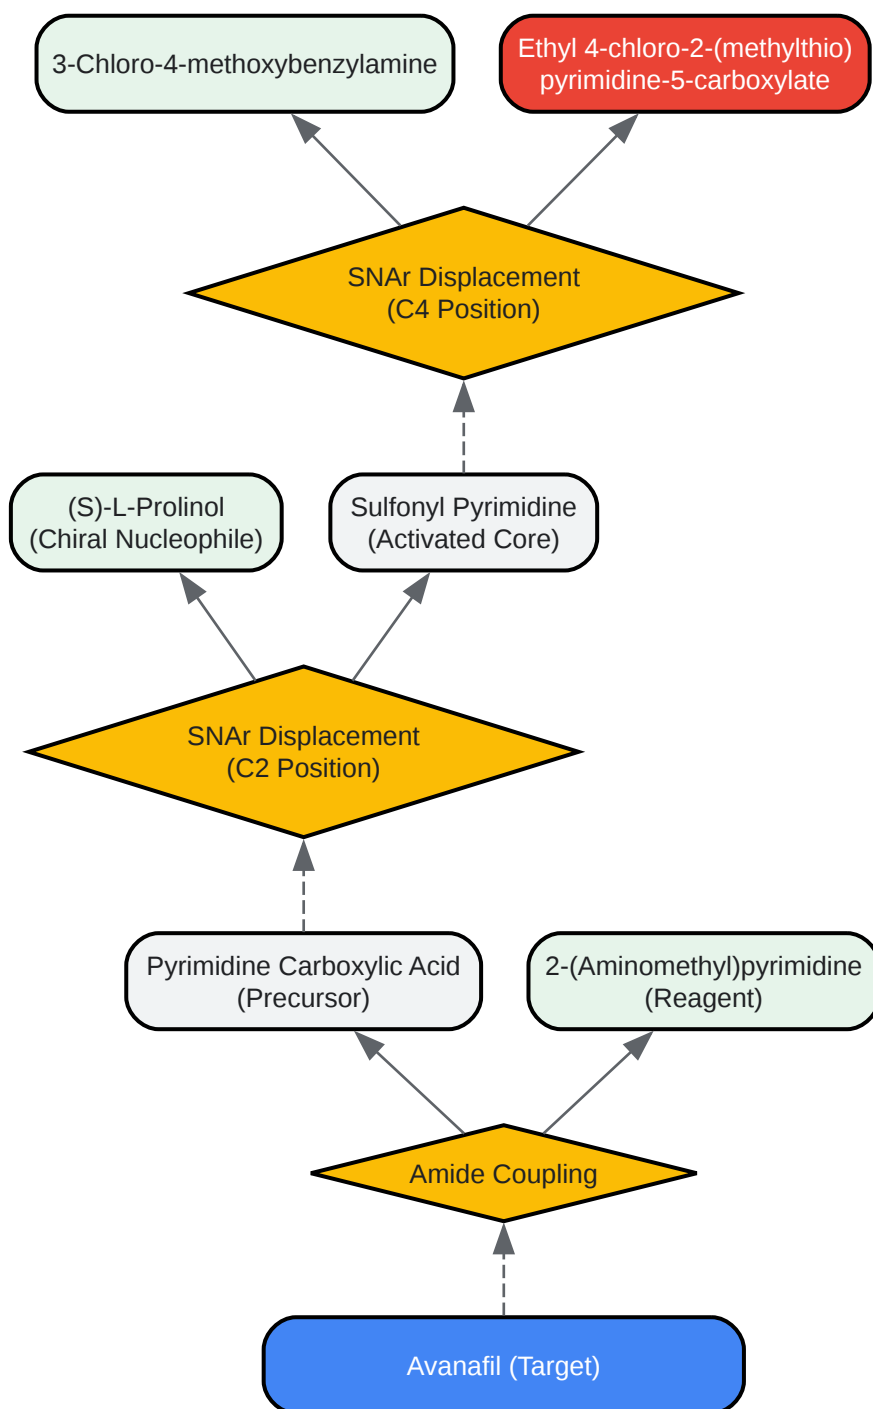 3-Chloro-4-methoxybenzylamine
Ethyl 4-chloro-2-(methylthio)
pyrimidine-5-carboxylate
SNAr Displacement
(C4 Position)
(S)-L-Prolinol
(Chiral Nucleophile)
Sulfonyl Pyrimidine
(Activated Core)
SNAr Displacement
(C2 Position)
Pyrimidine Carboxylic Acid
(Precursor)
2-(Aminomethyl)pyrimidine
(Reagent)
Amide Coupling
Avanafil (Target)